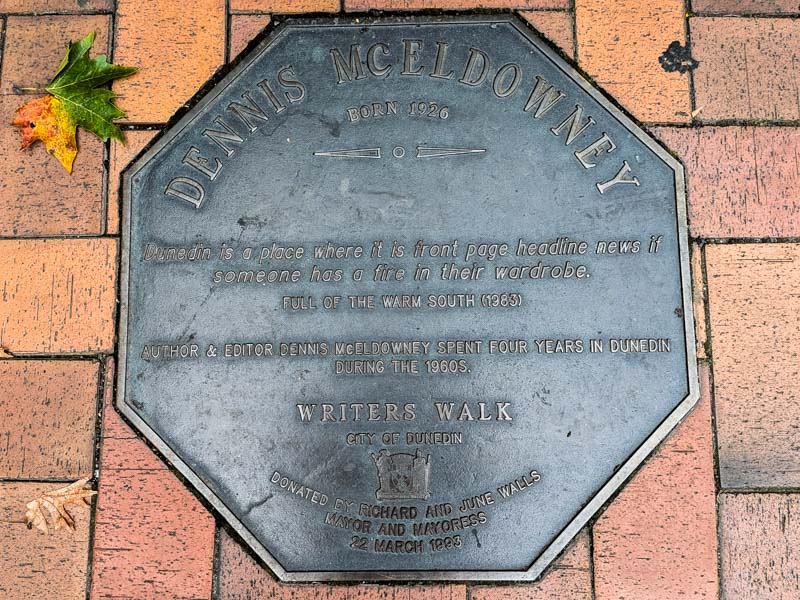 DENNIS McELDOWNEY
BORN 1926
Dunedin is a place where it is front page headline news if
someone has a fire in their wardrobe.
FULL OF THE WARM SOUTH (1983)
AUTHOR & EDITOR DENNIS McELDOWNEY SPENT FOUR YEARS IN DUNEDIN
DURING THE 1960S.
WRITERS WALK
CITY OF DUNEDIN
DONATED BY RICHARD AND JUNE WALLS
MAYOR AND MAYORESS
22 MARCH 1993